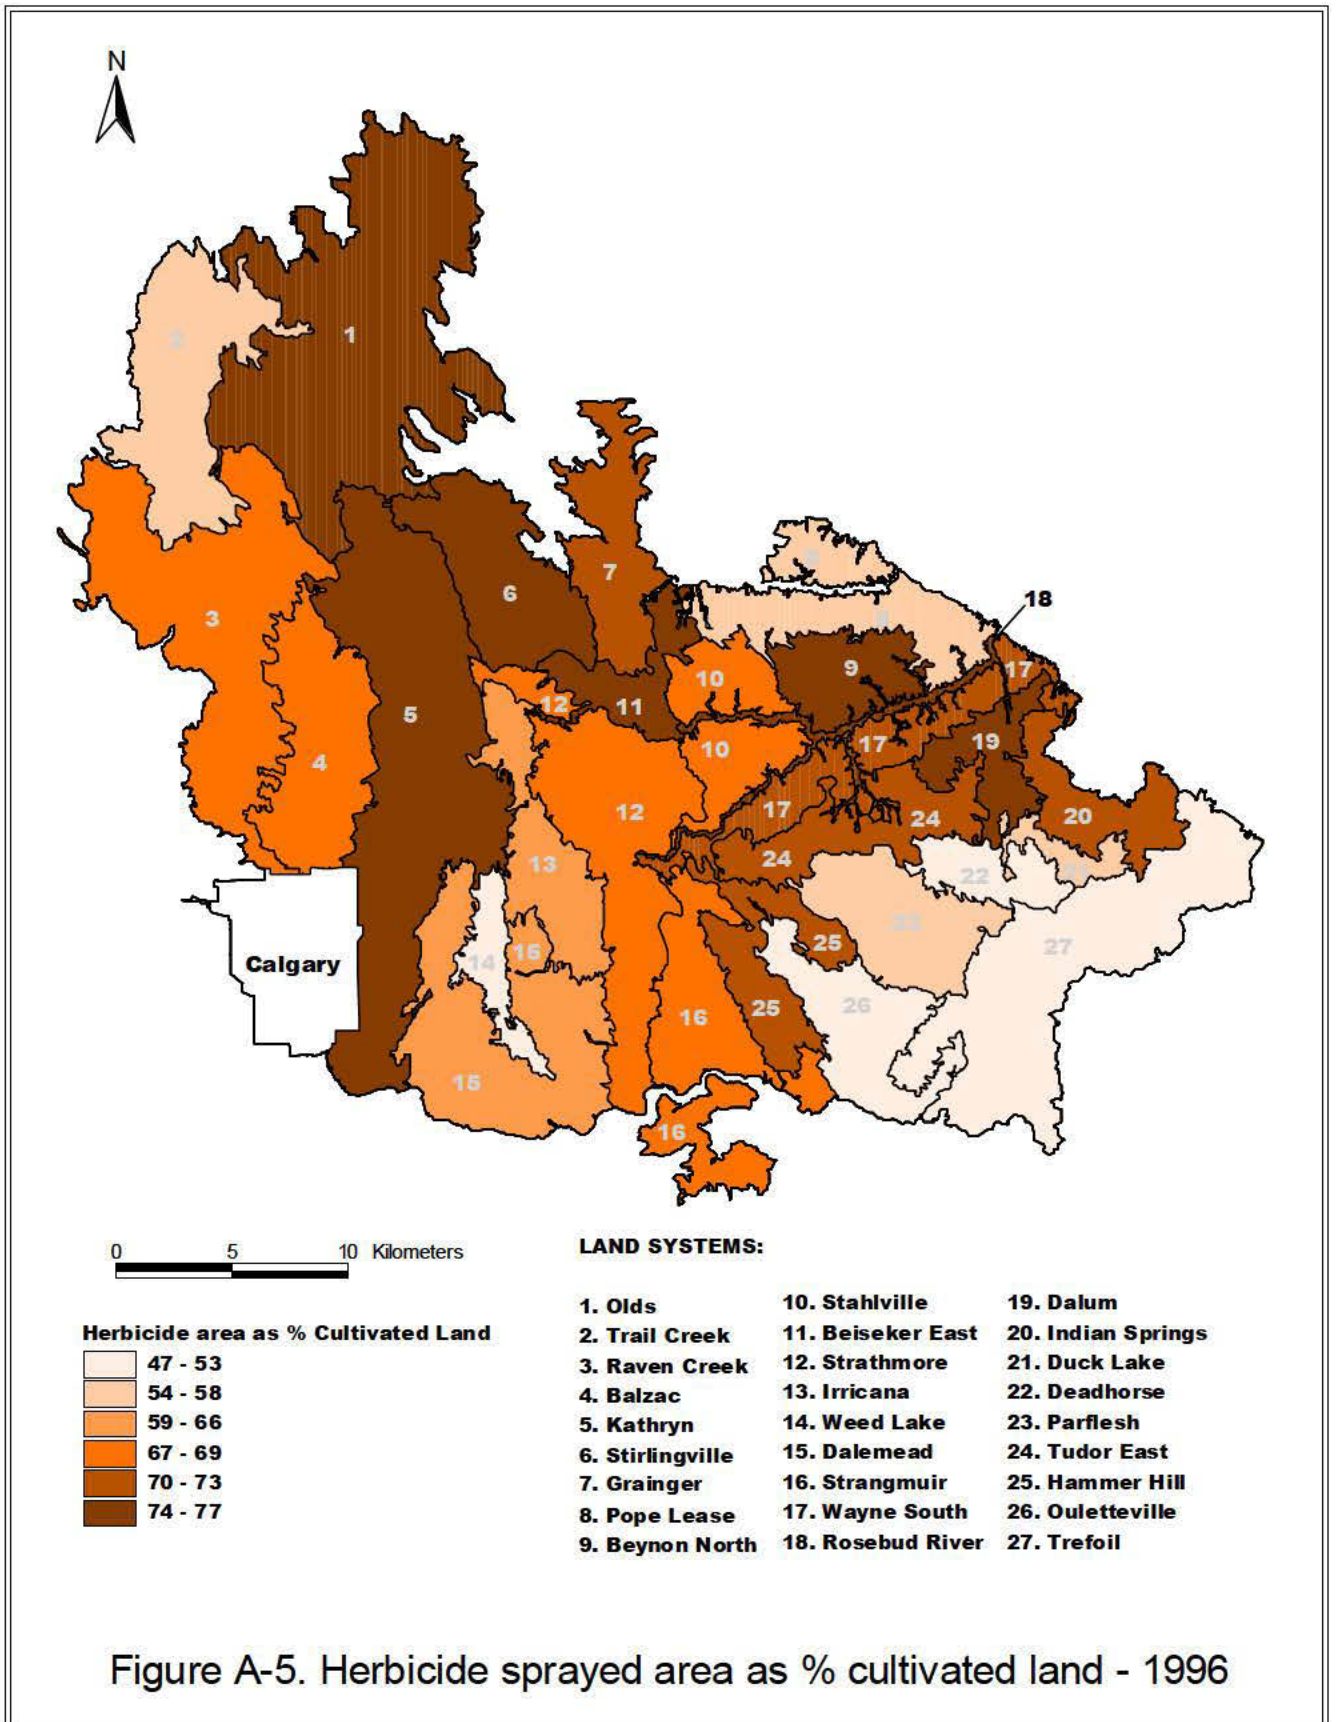 N
1
2
18
7
6
3
8
17
9
10
11
12
5
19
10
17
4
12
17
24
20
13
24
22
21
23
25
15
27
Calgary
14
26
25
16
15
16
0 5 10 Kilometers
LAND SYSTEMS:
Herbicide area as % Cultivated Land
47 - 53
54 - 58
59 - 66
67 - 69
70 - 73
74 - 77
1. Olds
2. Trail Creek
3. Raven Creek
4. Balzac
5. Kathryn
6. Stirlingville
7. Grainger
8. Pope Lease
9. Beynon North
10. Stahlville
11. Beiseker East
12. Strathmore
13. Irricana
14. Weed Lake
15. Dalemead
16. Strangmuir
17. Wayne South
18. Rosebud River
19. Dalum
20. Indian Springs
21. Duck Lake
22. Deadhorse
23. Parflesh
24. Tudor East
25. Hammer Hill
26. Ouletteville
27. Trefoil
Figure A-5. Herbicide sprayed area as % cultivated land - 1996